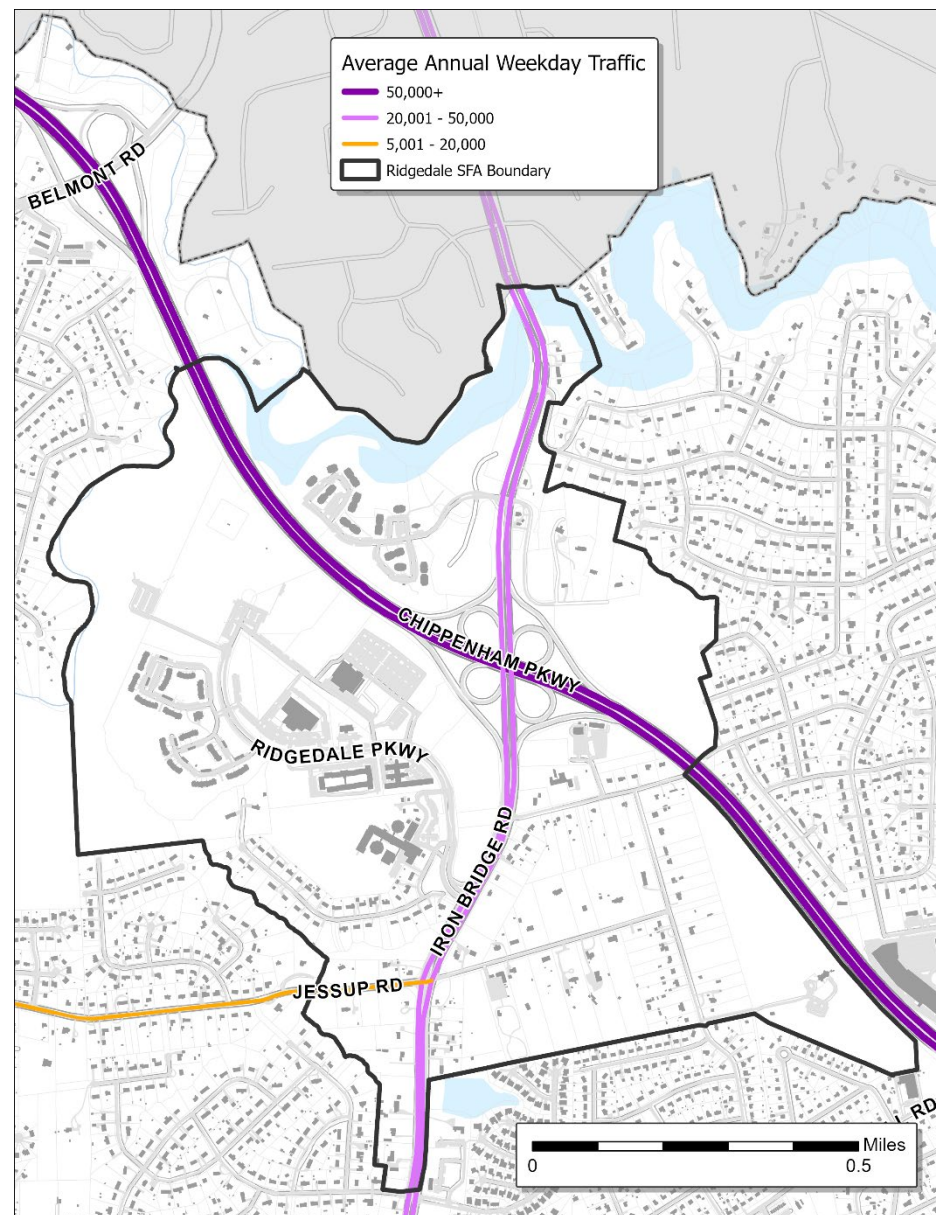 Average Annual Weekday Traffic
50,000+
20,001 - 50,000
5,001 - 20,000
Ridgedale SFA Boundary
BELMONT RD
CHIPPENHAM PKWY
RIDGEDALE PKWY
IRON BRIDGE RD
JESSUP RD
L RD
Miles
0
0.5